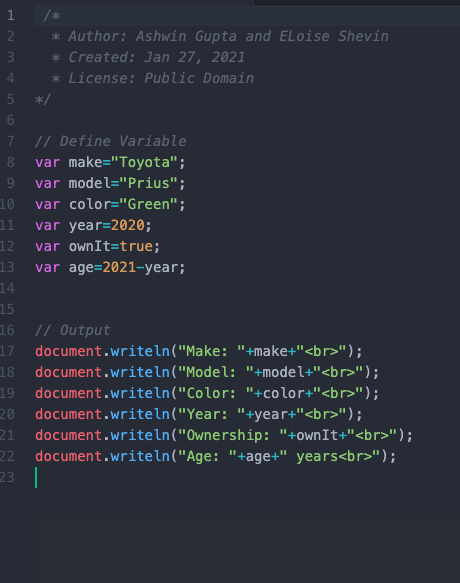 1 /*
2 * Author: Ashwin Gupta and ELoise Shevin
3 * Created: Jan 27, 2021
4 * License: Public Domain
5 */
6
7 // Define Variable
8 var make="Toyota";
9 var model="Prius";
10 var color="Green";
11 var year=2020;
12 var ownIt=true;
13 var age=2021-year;
14
15
16 // Output
17 document.writeln("Make: "+make+"<br>");
18 document.writeln("Model: "+model+"<br>");
19 document.writeln("Color: "+color+"<br>");
20 document.writeln("Year: "+year+"<br>");
21 document.writeln("Ownership: "+ownIt+"<br>");
22 document.writeln("Age: "+age+" years<br>");
23